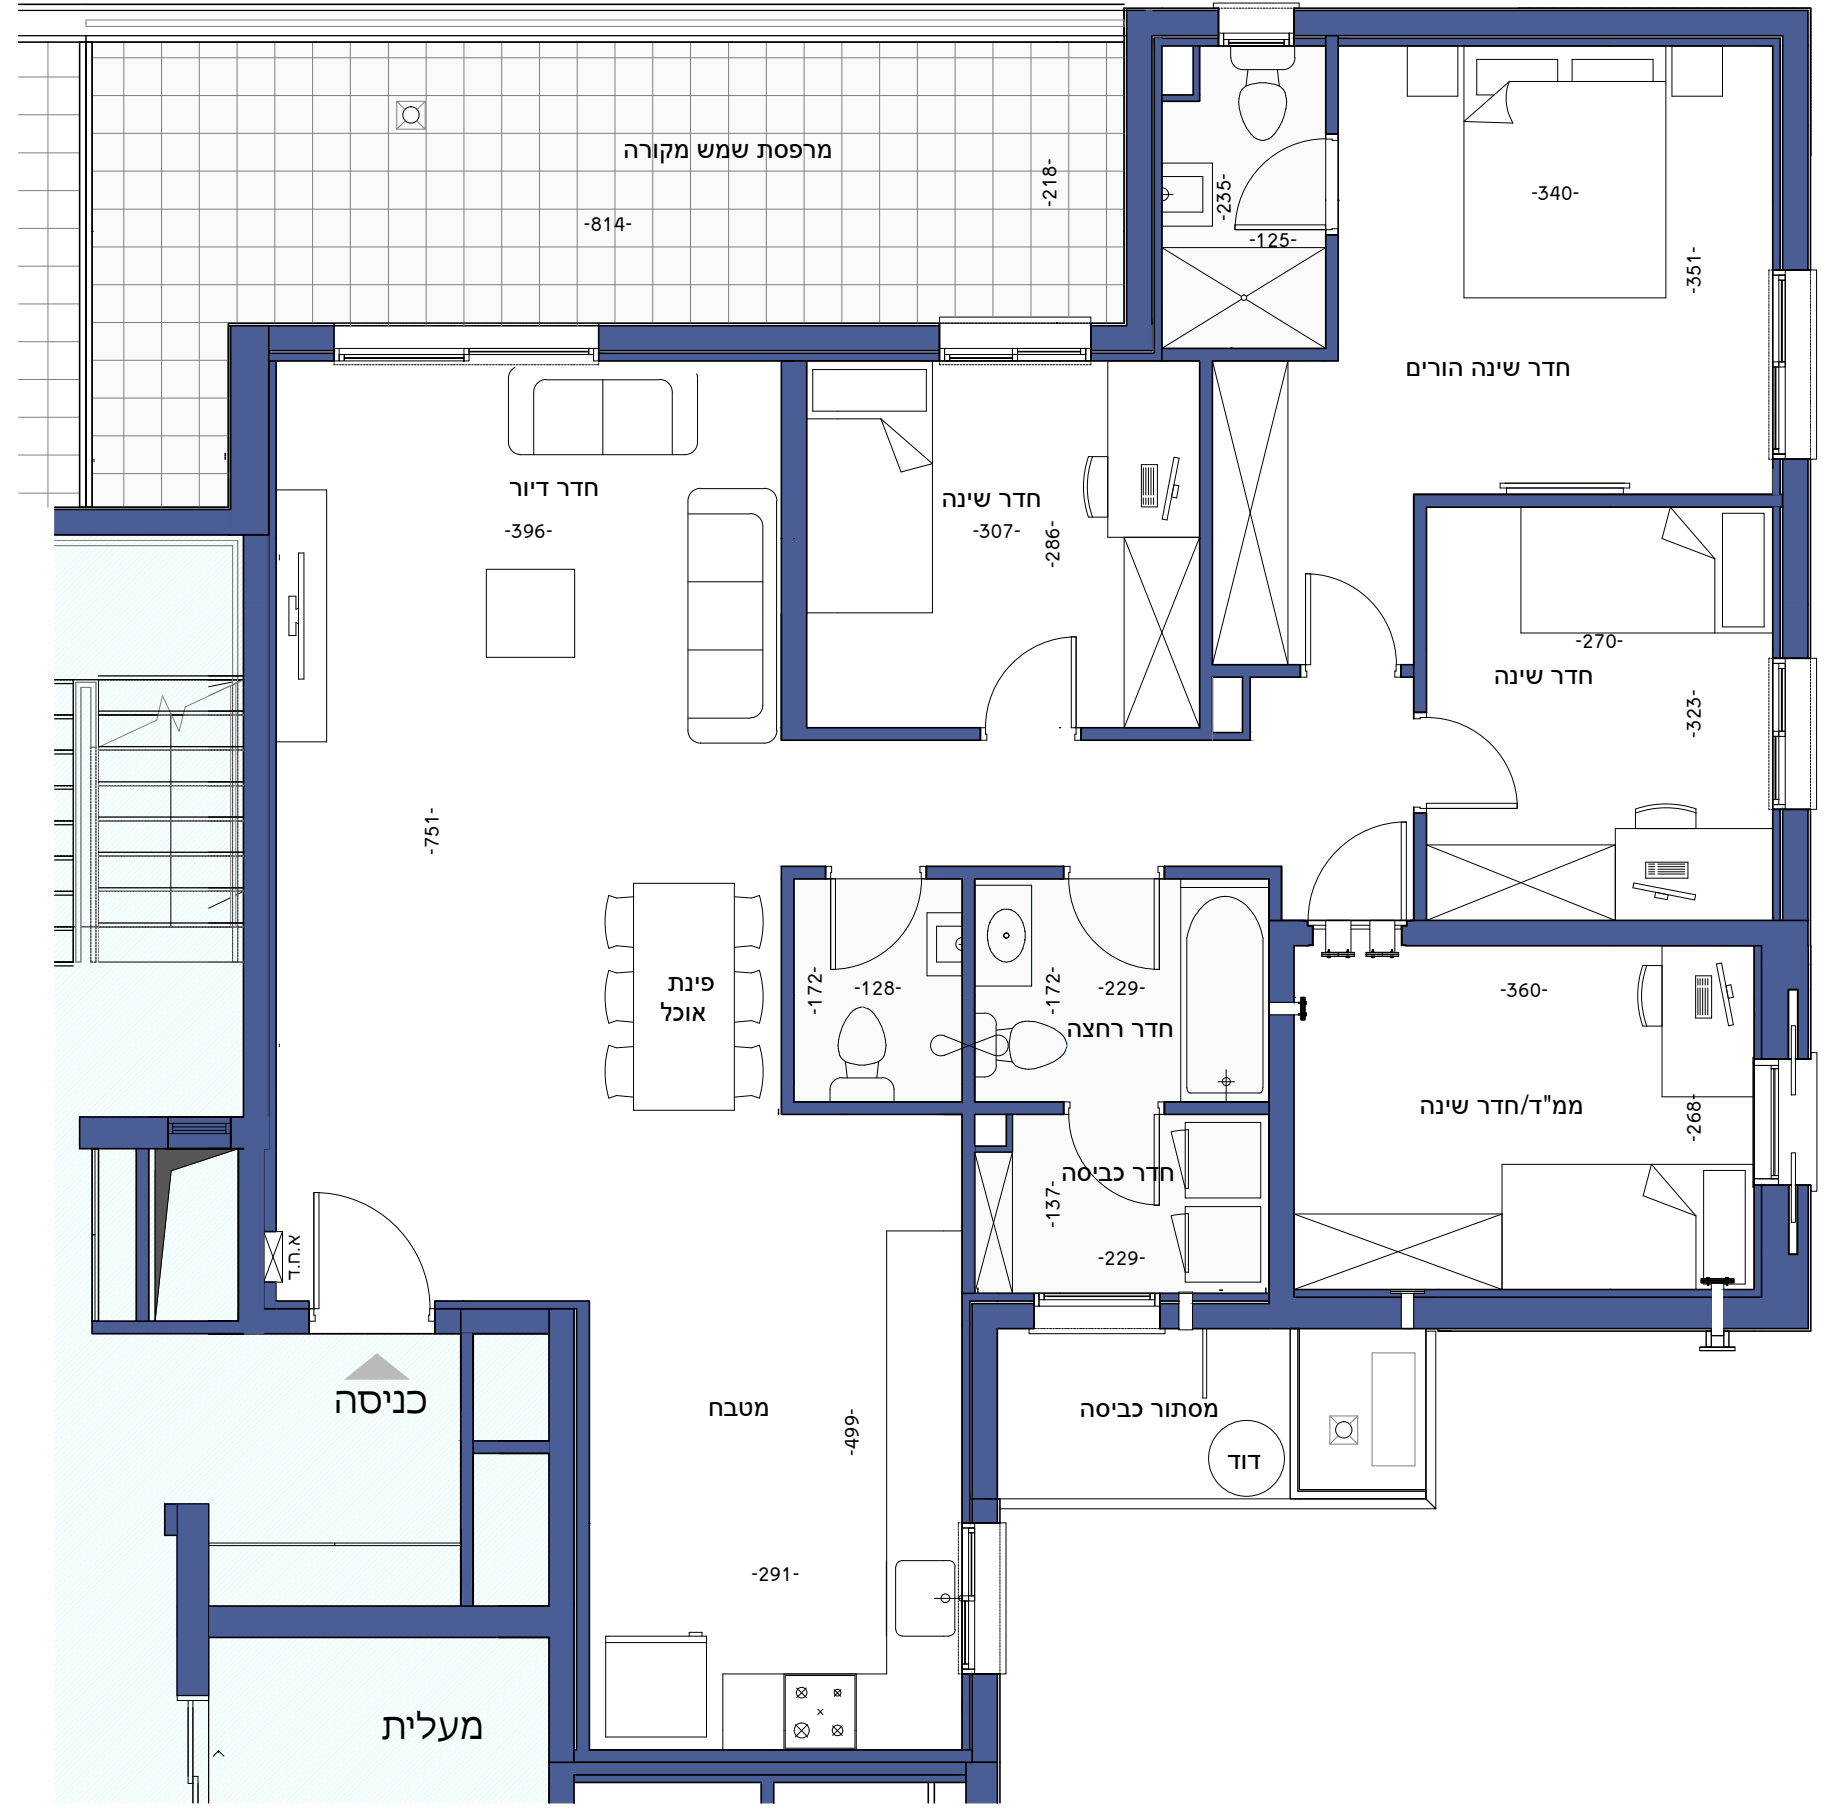 מרפסת שמש מקורה
-218-
-814-
-235-
-125-
-340-
-351-
חדר שינה הורים
חדר דיור
-396-
חדר שינה
-307-
-286-
-270-
חדר שינה
-323-
-751-
פינת
אוכל
-172-
-128-
-172-
-229-
חדר רחצה
-360-
ממ"ד/חדר שינה
-268-
חדר כביסה
-137-
-229-
א.ח.ד
כניסה
מטבח
-499-
מסתור כביסה
דוד
-291-
מעלית